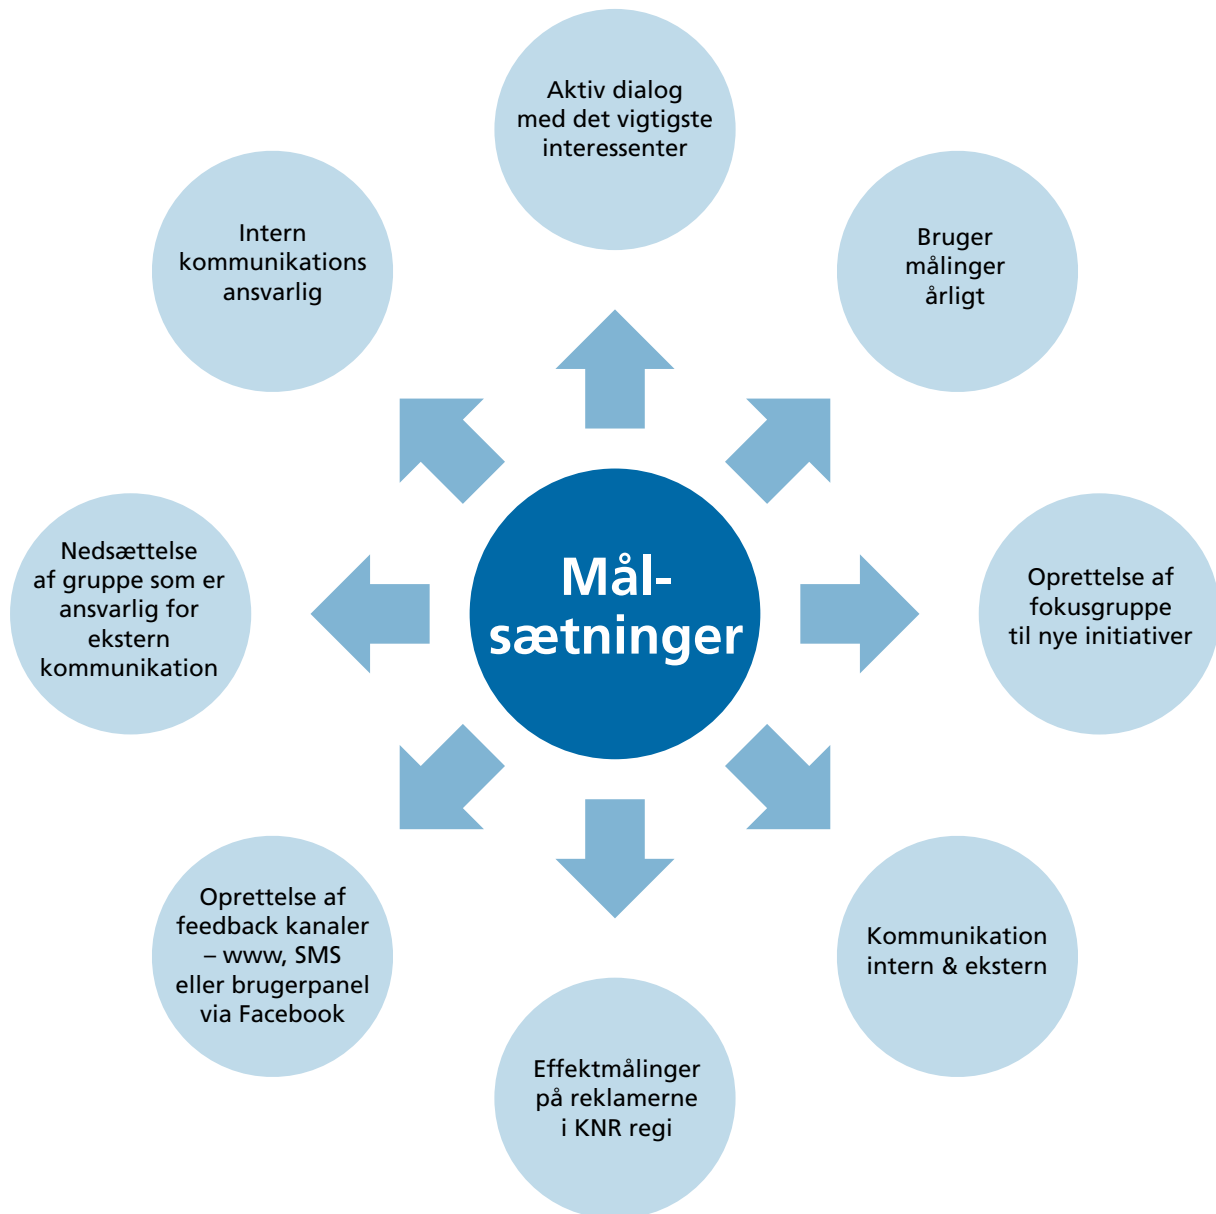 Aktiv dialog
med det vigtigste
interessenter
Bruger
målinger
årligt
Oprettelse af
fokusgruppe
til nye initiativer
Kommunikation
intern & ekstern
Effektmålinger
på reklamerne
i KNR regi
Oprettelse af
feedback kanaler
– www, SMS
eller brugerpanel
via Facebook
Nedsættelse
af gruppe som er
ansvarlig for
ekstern
kommunikation
Intern
kommunikations
ansvarlig
Mål-
sætninger